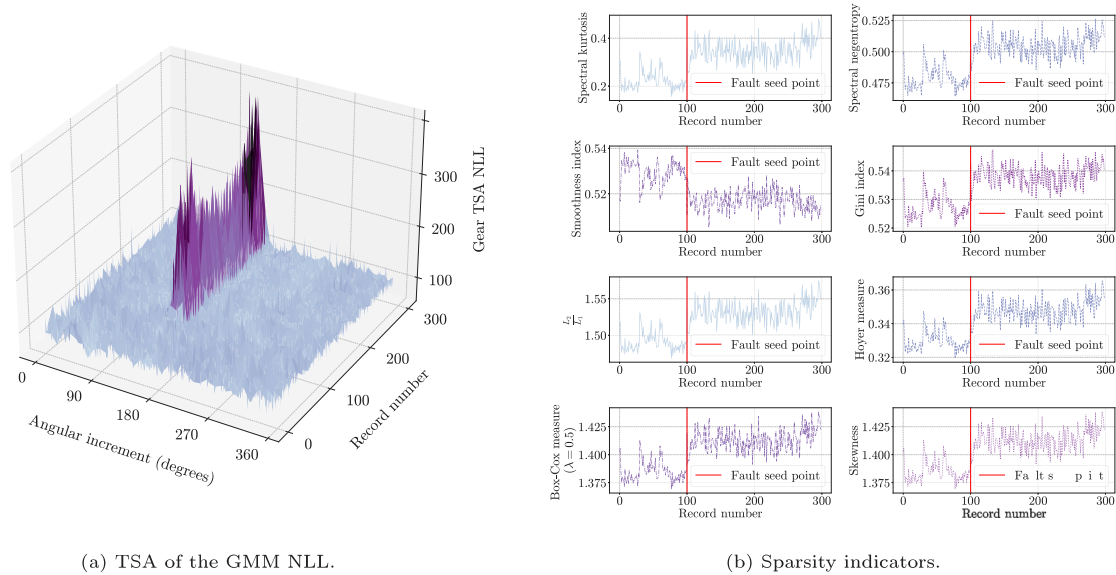 300
200
100
Gear TSA NLL
0
90
180
270
360
Angular increment (degrees)
0
100
200
300
Record number
(a) TSA of the GMM NLL.
Spectral kurtosis
0.4
0.2
Fault seed point
0 100 200 300
Record number
Spectral negentropy
0.525
0.500
0.475
Fault seed point
0 100 200 300
Record number
Smoothness index
0.54
0.52
Fault seed point
0 100 200 300
Record number
Gini index
0.54
0.53
0.52
Fault seed point
0 100 200 300
Record number
L₂
L₁
1.55
1.50
Fault seed point
0 100 200 300
Record number
Hoyer measure
0.36
0.34
0.32
Fault seed point
0 100 200 300
Record number
Box-Cox measure
(λ = 0.5)
1.425
1.400
1.375
Fault seed point
0 100 200 300
Record number
Skewness
1.425
1.400
1.375
Fa lt s p i t
0 100 200 300
Record number
(b) Sparsity indicators.